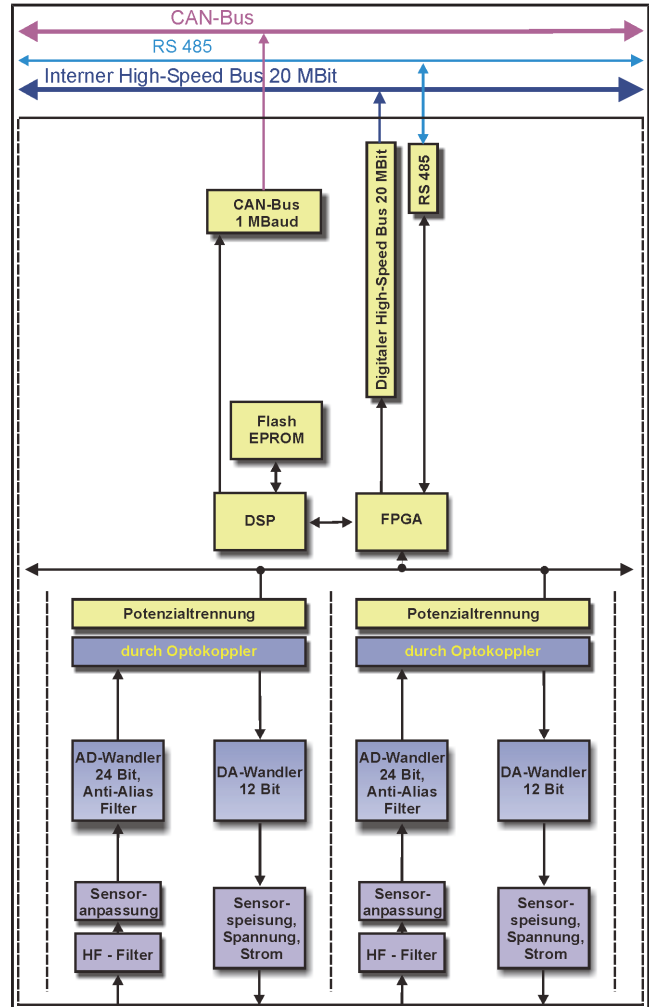 CAN-Bus
RS 485
Interner High-Speed Bus 20 MBit
CAN-Bus
1 MBaud
Digitaler High-Speed Bus 20 MBit
RS 485
Flash
EPROM
DSP
FPGA
Potenzialtrennung
durch Optokoppler
AD-Wandler
24 Bit,
Anti-Alias
Filter
DA-Wandler
12 Bit
Sensor-
anpassung
HF - Filter
Sensor-
speisung,
Spannung,
Strom
Potenzialtrennung
durch Optokoppler
AD-Wandler
24 Bit,
Anti-Alias
Filter
DA-Wandler
12 Bit
Sensor-
anpassung
HF - Filter
Sensor-
speisung,
Spannung,
Strom